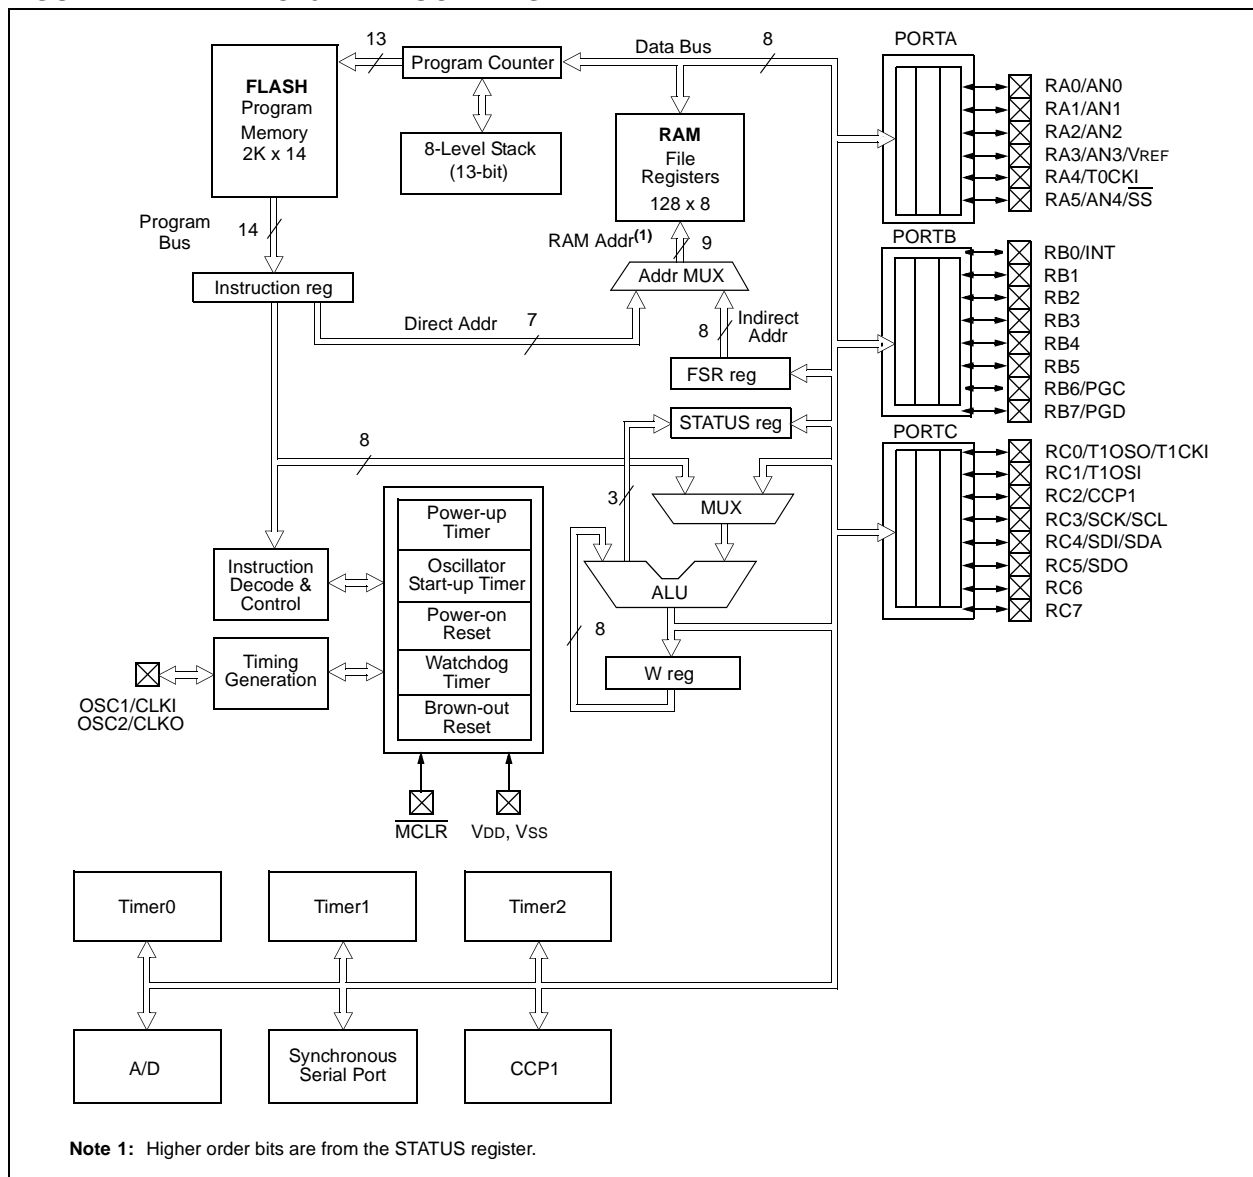 13
Program Counter
Data Bus
8
PORTA
FLASH
Program
Memory
2K x 14
8-Level Stack
(13-bit)
RAM
File
Registers
128 x 8
RA0/AN0
RA1/AN1
RA2/AN2
RA3/AN3/VREF
RA4/T0CKI
RA5/AN4/SS
Program
Bus
14
RAM Addr(1)
9
PORTB
Addr MUX
Instruction reg
Direct Addr
7
8
Indirect
Addr
FSR reg
RB0/INT
RB1
RB2
RB3
RB4
RB5
RB6/PGC
RB7/PGD
STATUS reg
PORTC
8
3
MUX
RC0/T1OSO/T1CKI
RC1/T1OSI
RC2/CCP1
RC3/SCK/SCL
RC4/SDI/SDA
RC5/SDO
RC6
RC7
Power-up
Timer
Oscillator
Start-up Timer
Power-on
Reset
Watchdog
Timer
Brown-out
Reset
Instruction
Decode &
Control
ALU
8
W reg
Timing
Generation
OSC1/CLKI
OSC2/CLKO
MCLR
VDD, VSS
Timer0
Timer1
Timer2
A/D
Synchronous
Serial Port
CCP1
Note 1: Higher order bits are from the STATUS register.